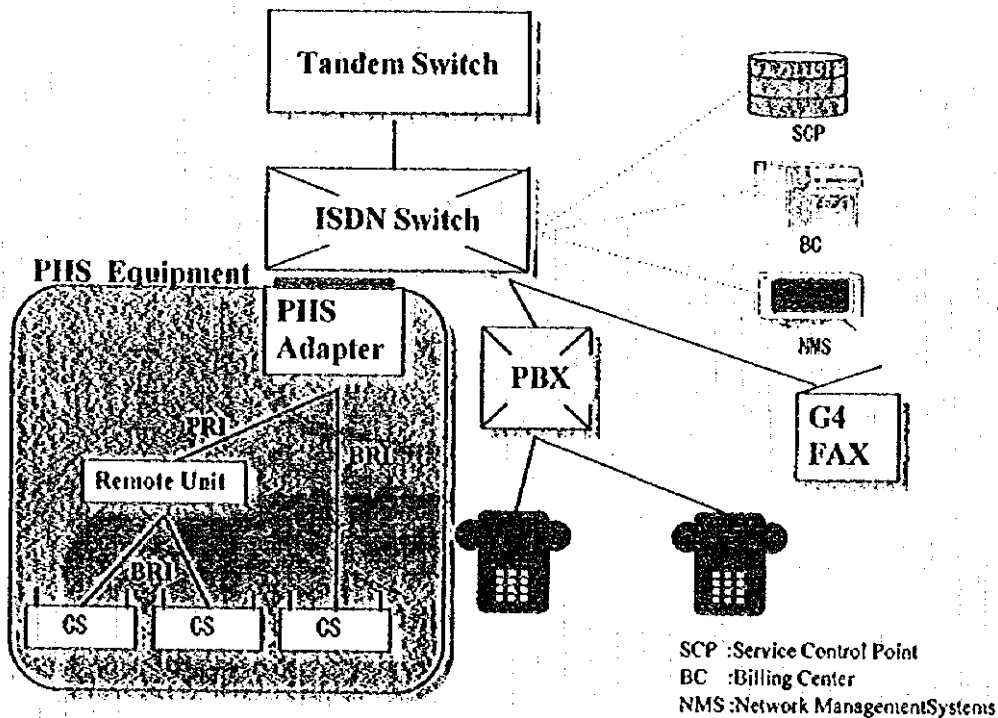 Tandem Switch
SCP
ISDN Switch
BC
PHS Equipment
PHS
Adapter
NMS
PBX
G4
FAX
PRI
BRI
Remote Unit
BRI
CS
CS
CS
SCP :Service Control Point
BC :Billing Center
NMS :Network ManagementSystems